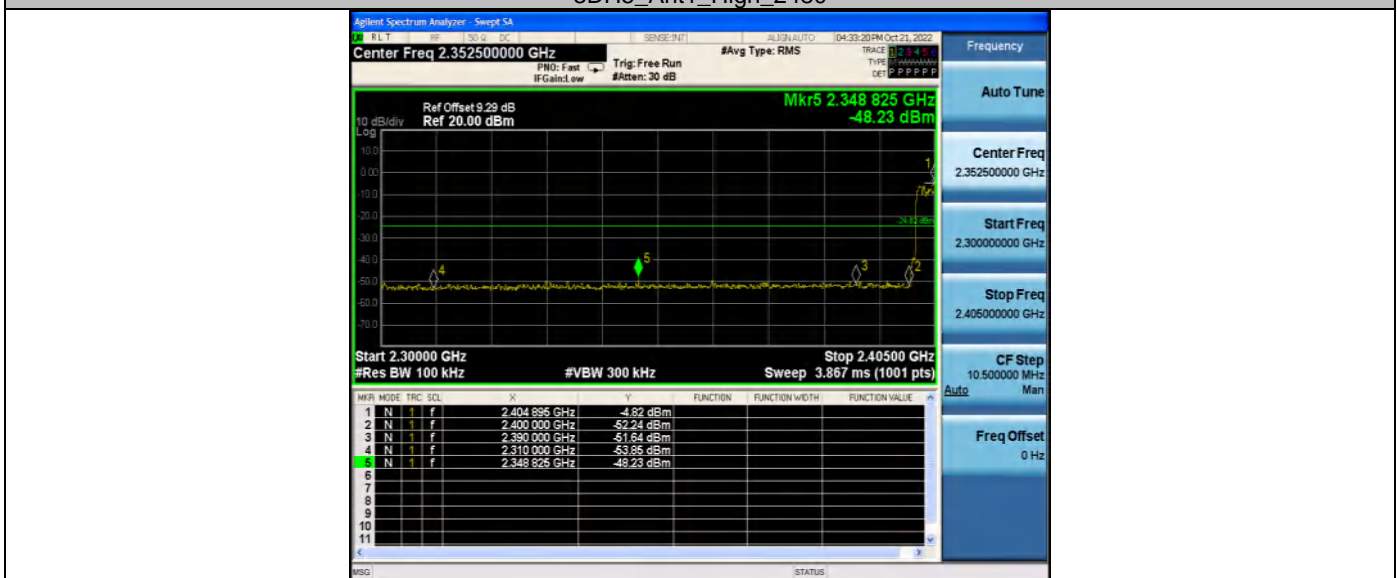 3DH5_Ant1_High_2480
Agilent Spectrum Analyzer - Swept SA
RLT RF 50 Ω DC SENSE:INT ALIGN AUTO 04:33:20 PM Oct 21, 2022
Center Freq 2.352500000 GHz #Avg Type: RMS TRACE 1 2 3 4 5 6
PNO: Fast Trig: Free Run TYPE M WWWWW
IFGain:Low #Atten: 30 dB DET P P P P P P
Mkr5 2.348 825 GHz
-48.23 dBm
Ref Offset 9.29 dB
10 dB/div Ref 20.00 dBm
Log
10.0
0.00
-10.0
-20.0
-30.0
-40.0
-50.0
-60.0
-70.0
-24.82 dBm
1
2
3
4
5
Start 2.30000 GHz Stop 2.40500 GHz
#Res BW 100 kHz #VBW 300 kHz Sweep 3.867 ms (1001 pts)
MKR MODE TRC SCL X Y FUNCTION FUNCTION WIDTH FUNCTION VALUE
1 N 1 f 2.404 895 GHz -4.82 dBm
2 N 1 f 2.400 000 GHz -52.24 dBm
3 N 1 f 2.390 000 GHz -51.64 dBm
4 N 1 f 2.310 000 GHz -53.85 dBm
5 N 1 f 2.348 825 GHz -48.23 dBm
6
7
8
9
10
11
MSG STATUS
Frequency
Auto Tune
Center Freq
2.352500000 GHz
Start Freq
2.300000000 GHz
Stop Freq
2.405000000 GHz
CF Step
10.500000 MHz
Auto Man
Freq Offset
0 Hz